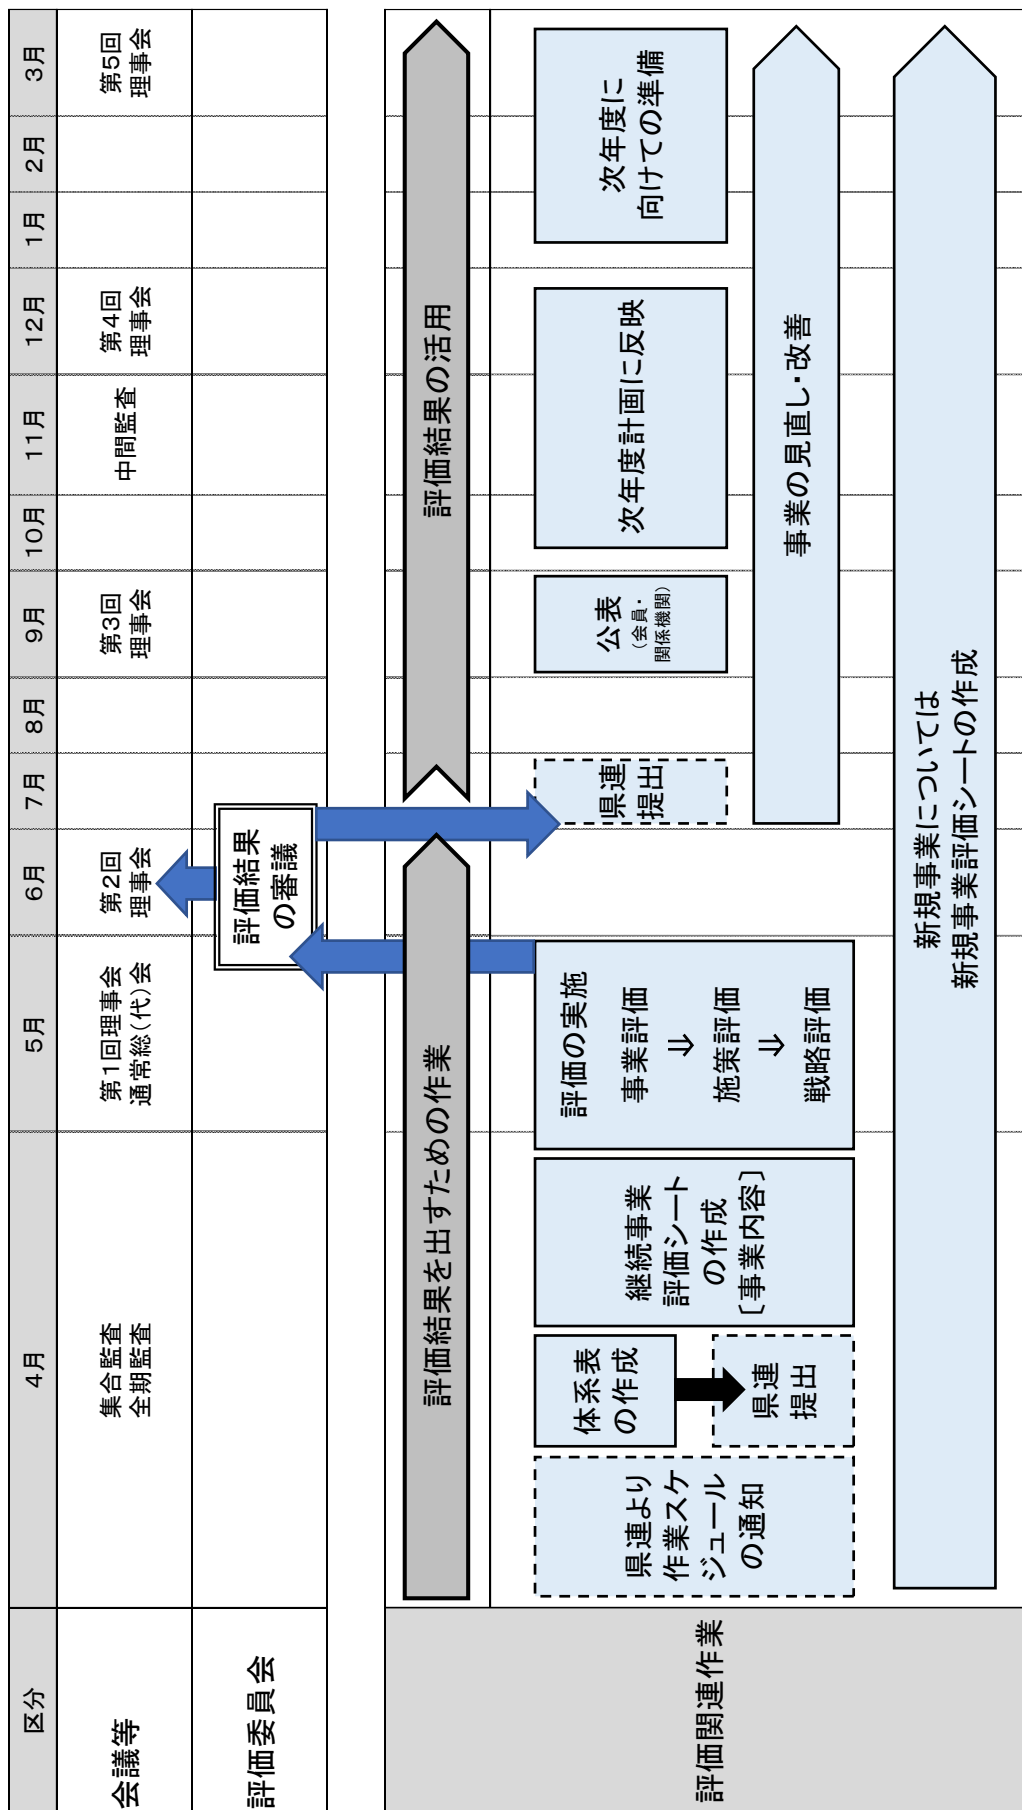 区分
4月
5月
6月
7月
8月
9月
10月
11月
12月
1月
2月
3月
会議等
集合監査
全期監査
第1回理事会
通常総(代)会
第2回
理事会
第3回
理事会
中間監査
第4回
理事会
第5回
理事会
評価委員会
評価結果
の審議
評価関連作業
評価結果を出すための作業
評価結果の活用
県連より
作業スケ
ジュール
の通知
体系表
の作成
県連
提出
継続事業
評価シート
の作成
〔事業内容〕
評価の実施
事業評価
⇒
施策評価
⇒
戦略評価
県連
提出
公表
(会員・
関係機関)
次年度計画に反映
次年度に
向けての準備
事業の見直し・改善
新規事業については
新規事業評価シートの作成